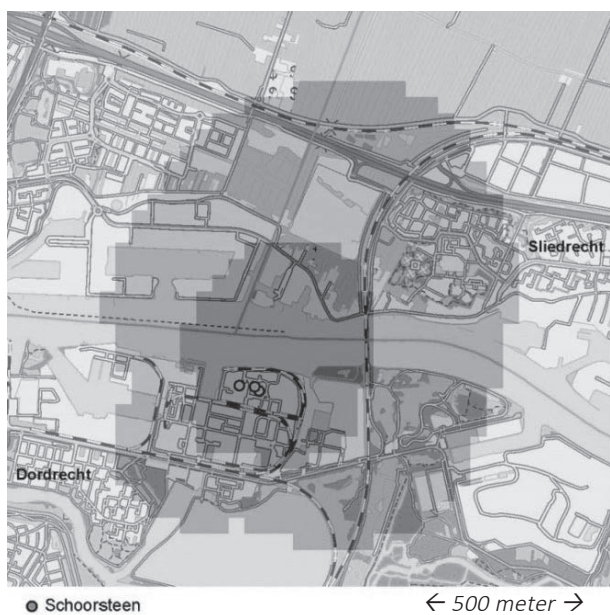 Sliedrecht
Dordrecht
Schoorsteen
← 500 meter →